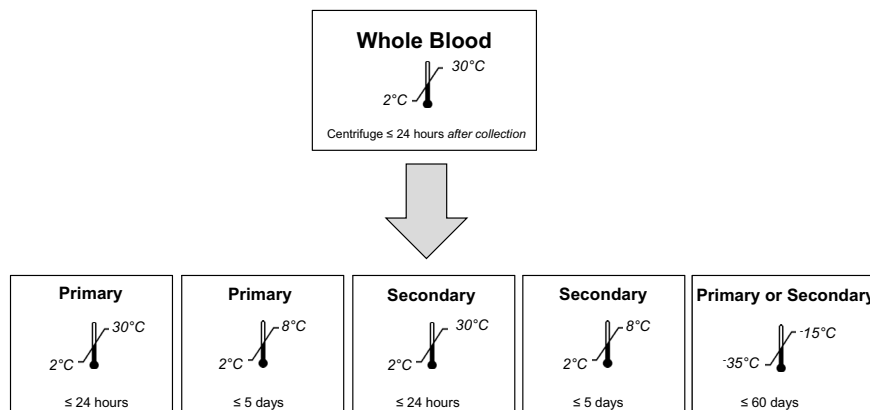 Whole Blood
30°C
2°C
Centrifuge ≤ 24 hours after collection
Primary
30°C
2°C
≤ 24 hours
Primary
8°C
2°C
≤ 5 days
Secondary
30°C
2°C
≤ 24 hours
Secondary
8°C
2°C
≤ 5 days
Primary or Secondary
-15°C
-35°C
≤ 60 days